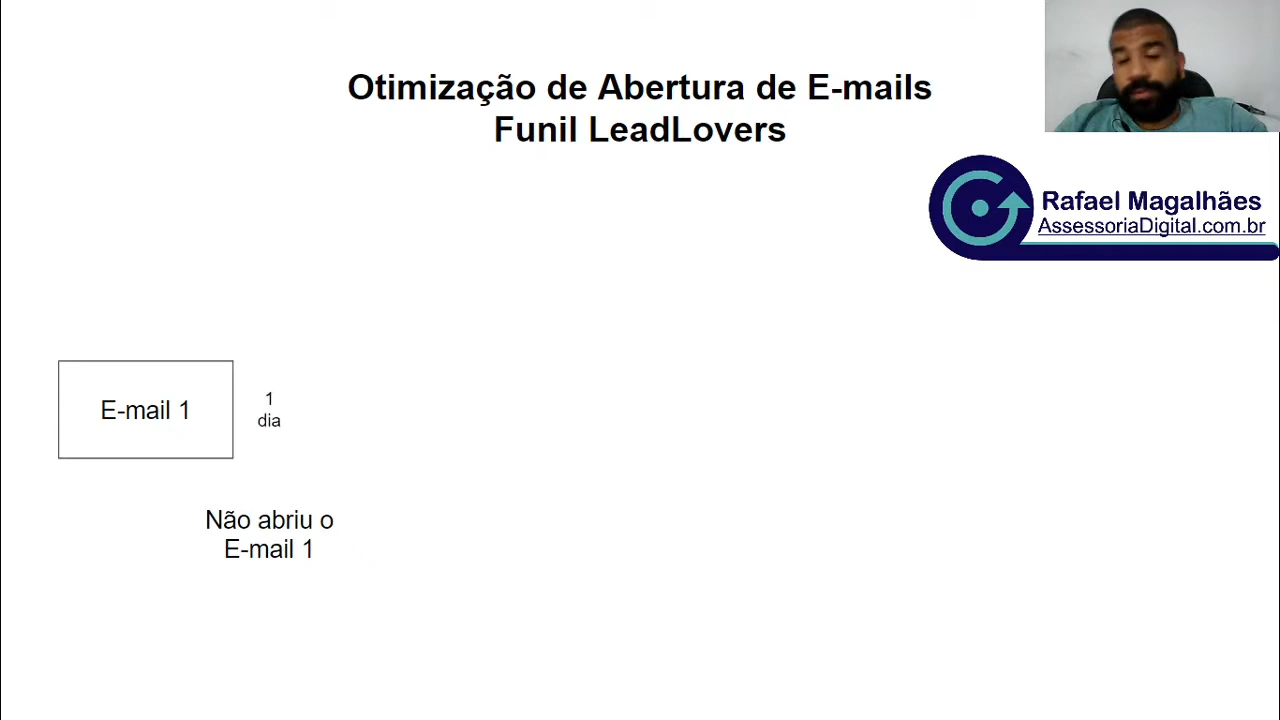 Otimização de Abertura de E-mails
Funil LeadLovers
Rafael Magalhães
AssessoriaDigital.com.br
E-mail 1
1
dia
Não abriu o
E-mail 1